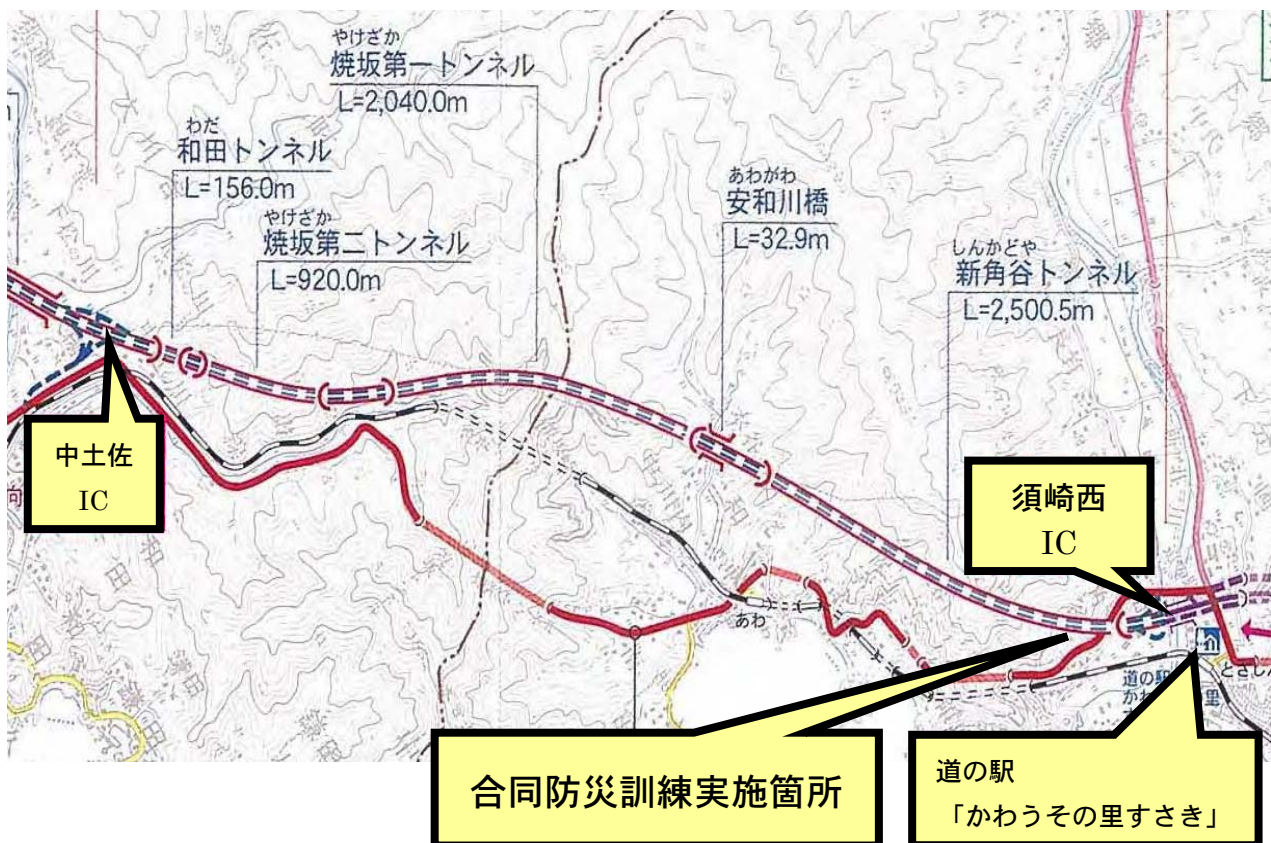 やけざか
焼坂第一トンネル
L=2,040.0m
わだ
和田トンネル
L=156.0m
やけざか
焼坂第二トンネル
L=920.0m
あわがわ
安和川橋
L=32.9m
しんかどや
新角谷トンネル
L=2,500.5m
中土佐
IC
須崎西
IC
あわ
道の駅
合同防災訓練実施箇所
道の駅
「かわうその里すさき」